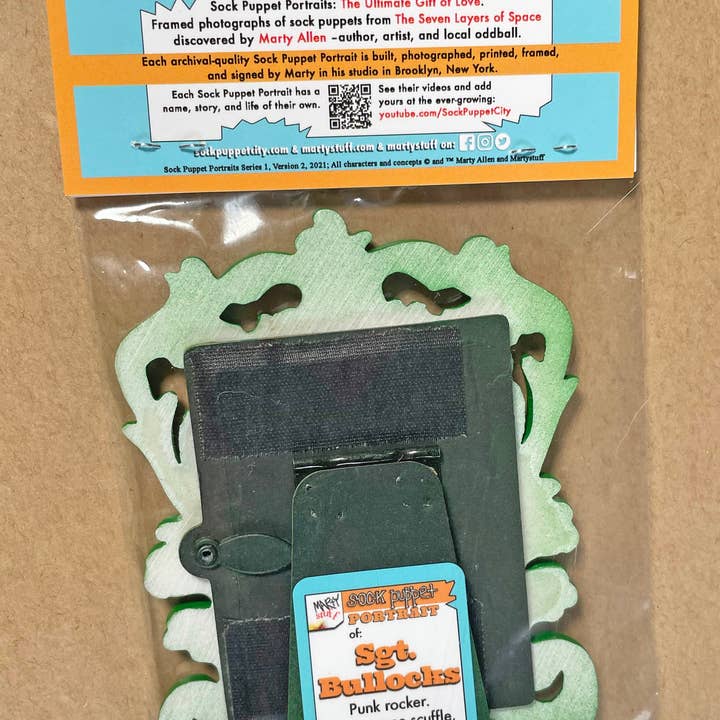 Sock Puppet Portraits: The Ultimate Gift of Love.
Framed photographs of sock puppets from The Seven Layers of Space
discovered by Marty Allen –author, artist, and local oddball.
Each archival-quality Sock Puppet Portrait is built, photographed, printed, framed,
and signed by Marty in his studio in Brooklyn, New York.
Each Sock Puppet Portrait has a
name, story, and life of their own.
See their videos and add
yours at the ever-growing:
youtube.com/SockPuppetCity
sockpuppetcity.com & martystuff.com & martystuff on:
Sock Puppet Portraits Series 1, Version 2, 2021; All characters and concepts © and ™ Marty Allen and Martystuff
MARTY
STUFF
SOCK PUPPET
PORTRAIT
of:
Sgt.
Bullocks
Punk rocker.
scuffle.